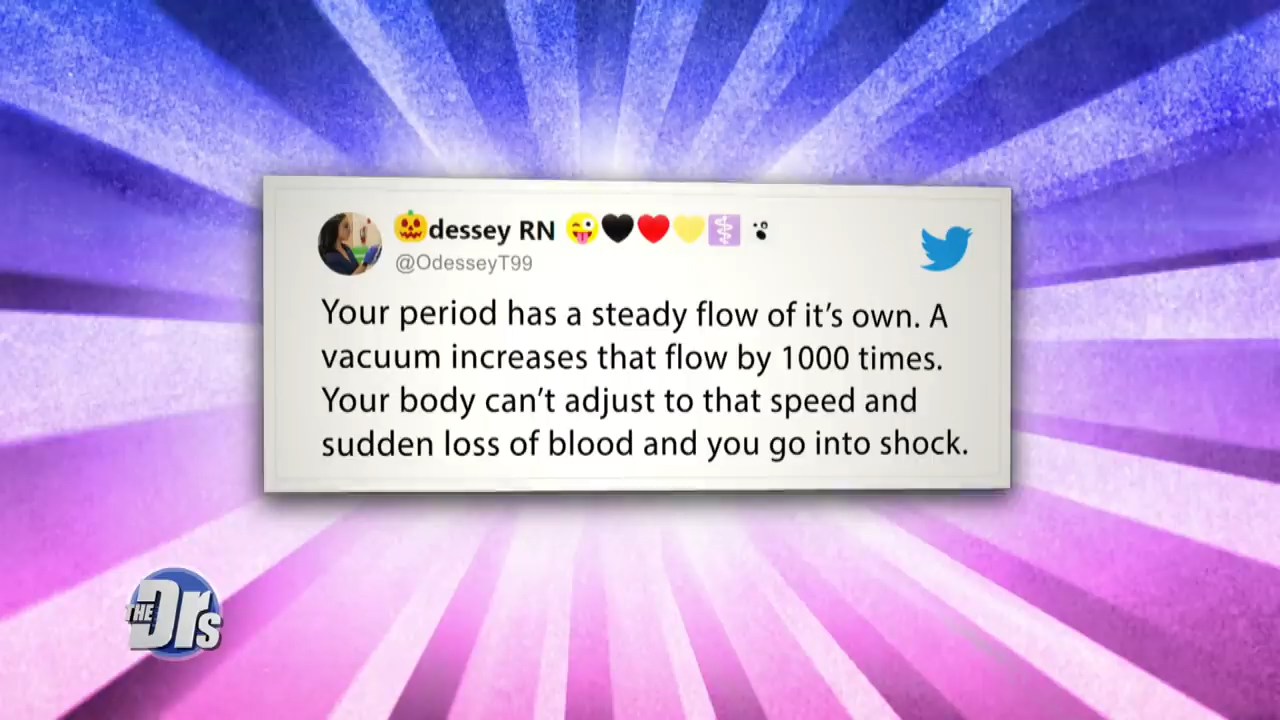 🎃dessey RN 😜🖤❤️💛⚕️
@OdesseyT99
Your period has a steady flow of it’s own. A
vacuum increases that flow by 1000 times.
Your body can’t adjust to that speed and
sudden loss of blood and you go into shock.
THE Drs